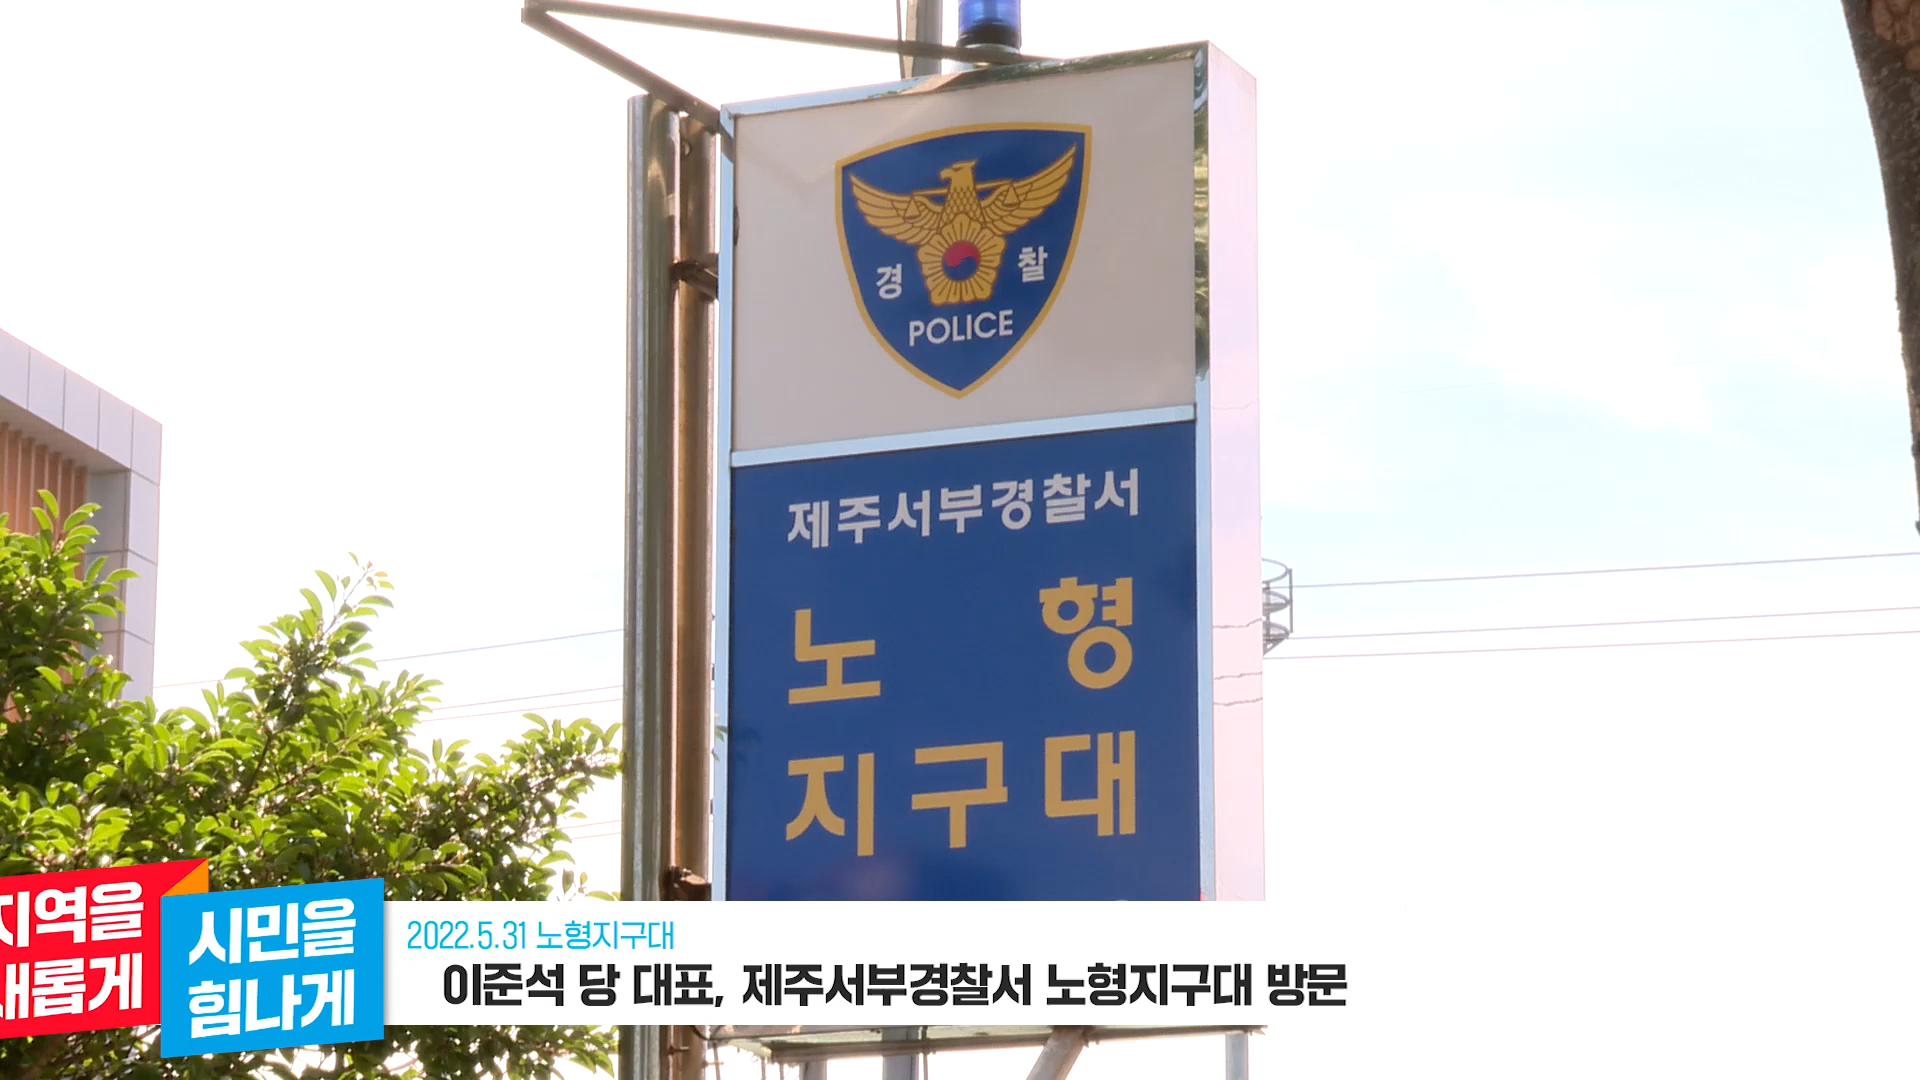 경 찰
POLICE
제주서부경찰서
노 형
지구대
지역을
새롭게
시민을
힘나게
2022.5.31 노형지구대
이준석 당 대표, 제주서부경찰서 노형지구대 방문